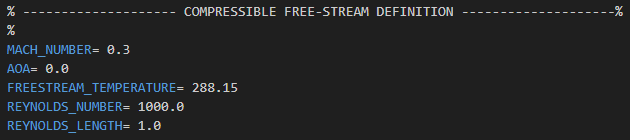 % -------------------- COMPRESSIBLE FREE-STREAM DEFINITION --------------------%
%
MACH_NUMBER= 0.3
AOA= 0.0
FREESTREAM_TEMPERATURE= 288.15
REYNOLDS_NUMBER= 1000.0
REYNOLDS_LENGTH= 1.0